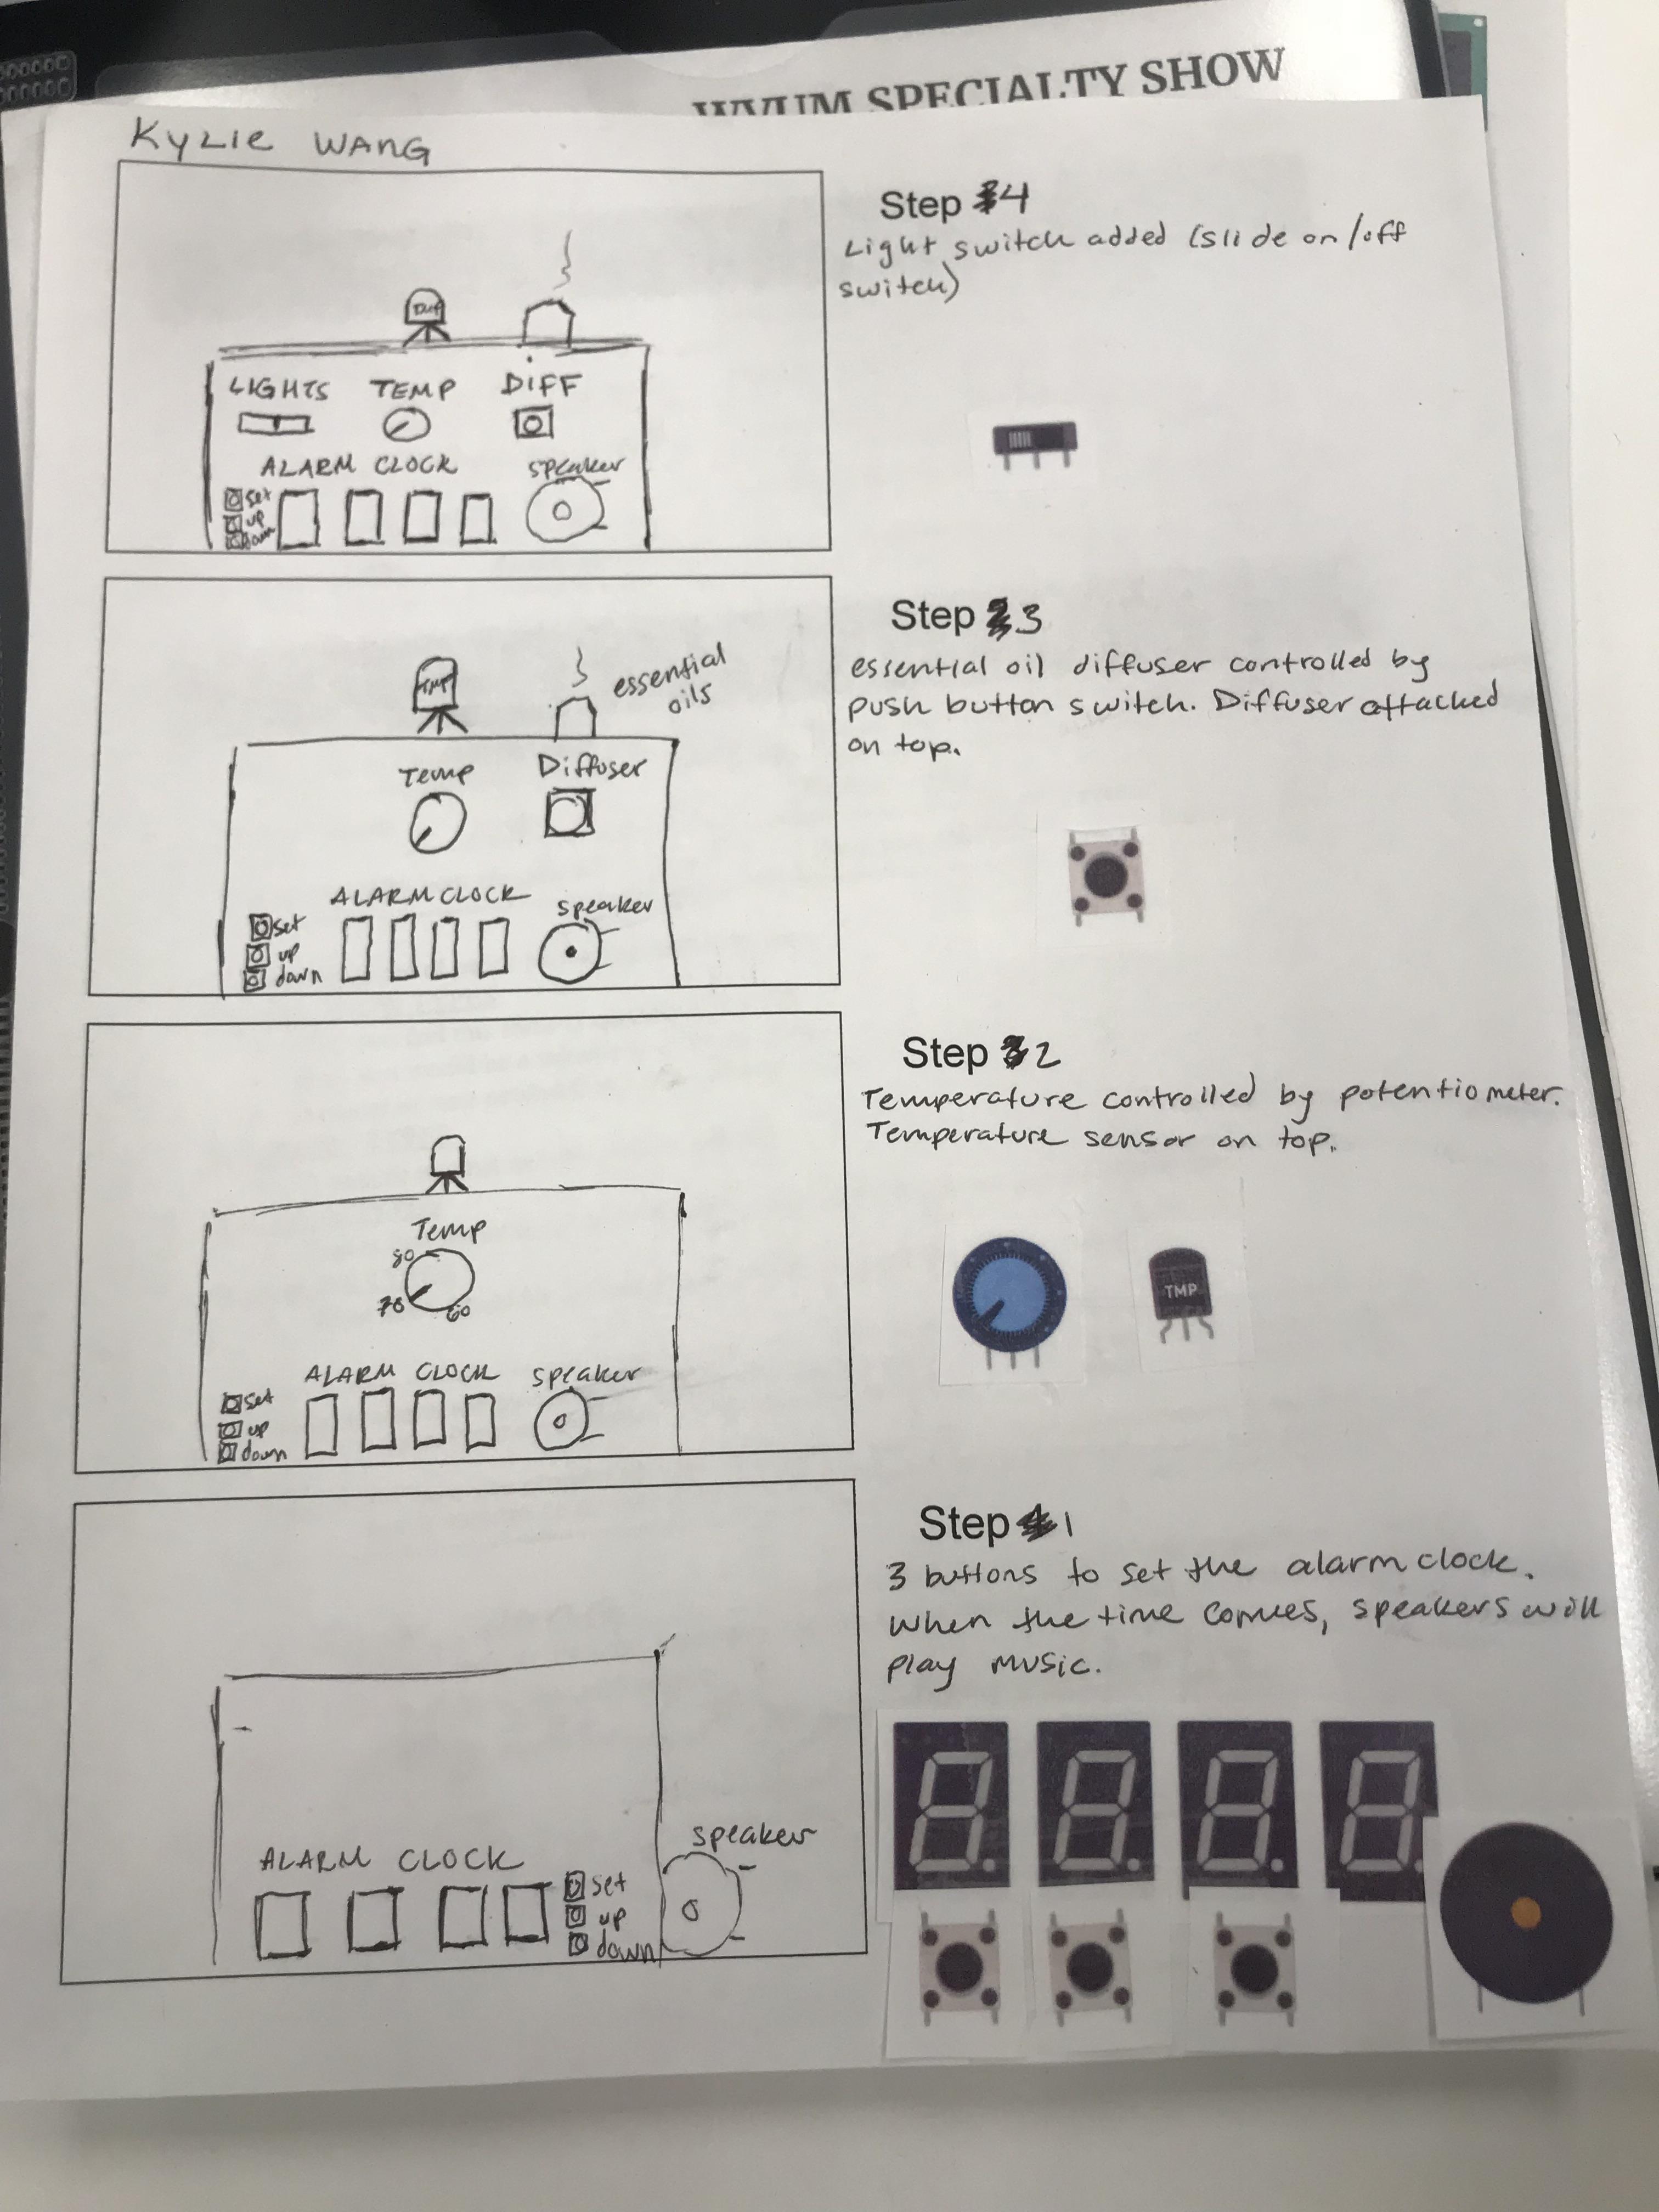 SPECIALTY SHOW
KYLIE WANG
LIGHTS TEMP DIFF
set
up
down
ALARM CLOCK
speaker
Step 4
Light switch added (slide on/off
switch)
TMP
essential
oils
Temp
Diffuser
set
up
down
ALARM CLOCK
speaker
Step 3
essential oil diffuser controlled by
push button switch. Diffuser attached
on top.
Temp
80
60
set
up
down
ALARM CLOCK
speaker
Step 2
Temperature controlled by potentiometer.
Temperature sensor on top.
TMP
ALARM CLOCK
set
up
down
speaker
Step 1
3 buttons to set the alarm clock.
when the time comes, speakers will
play music.